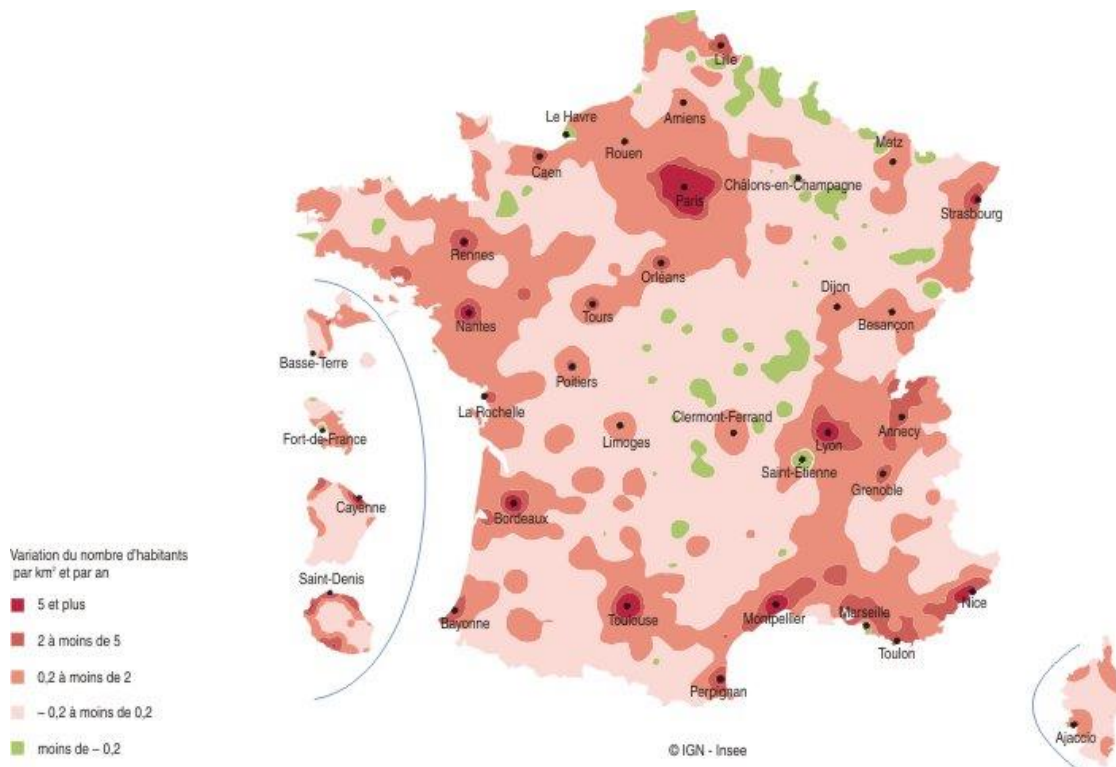 Lille
Le Havre
Amiens
Rouen
Metz
Caen
Châlons-en-Champagne
Paris
Strasbourg
Rennes
Orléans
Dijon
Nantes
Tours
Besançon
Basse-Terre
Poitiers
La Rochelle
Clermont-Ferrand
Annecy
Limoges
Lyon
Fort-de-France
Saint-Étienne
Grenoble
Cayenne
Bordeaux
Variation du nombre d'habitants
par km² et par an
Saint-Denis
5 et plus
Nice
Bayonne
Toulouse
Montpellier
Marseille
2 à moins de 5
Toulon
0,2 à moins de 2
Perpignan
– 0,2 à moins de 0,2
Ajaccio
moins de – 0,2
© IGN - Insee